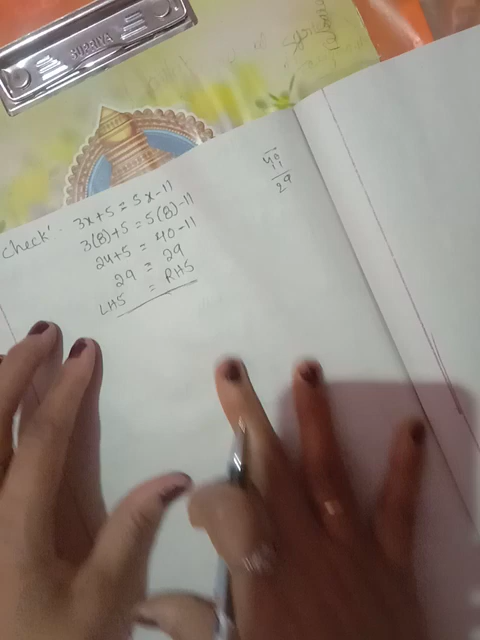 SUPRIYA
Check:- 3x+5 = 5x-11
3(8)+5 = 5(8)-11
24+5 = 40-11
29 = 29
LHS = RHS
40
11
29